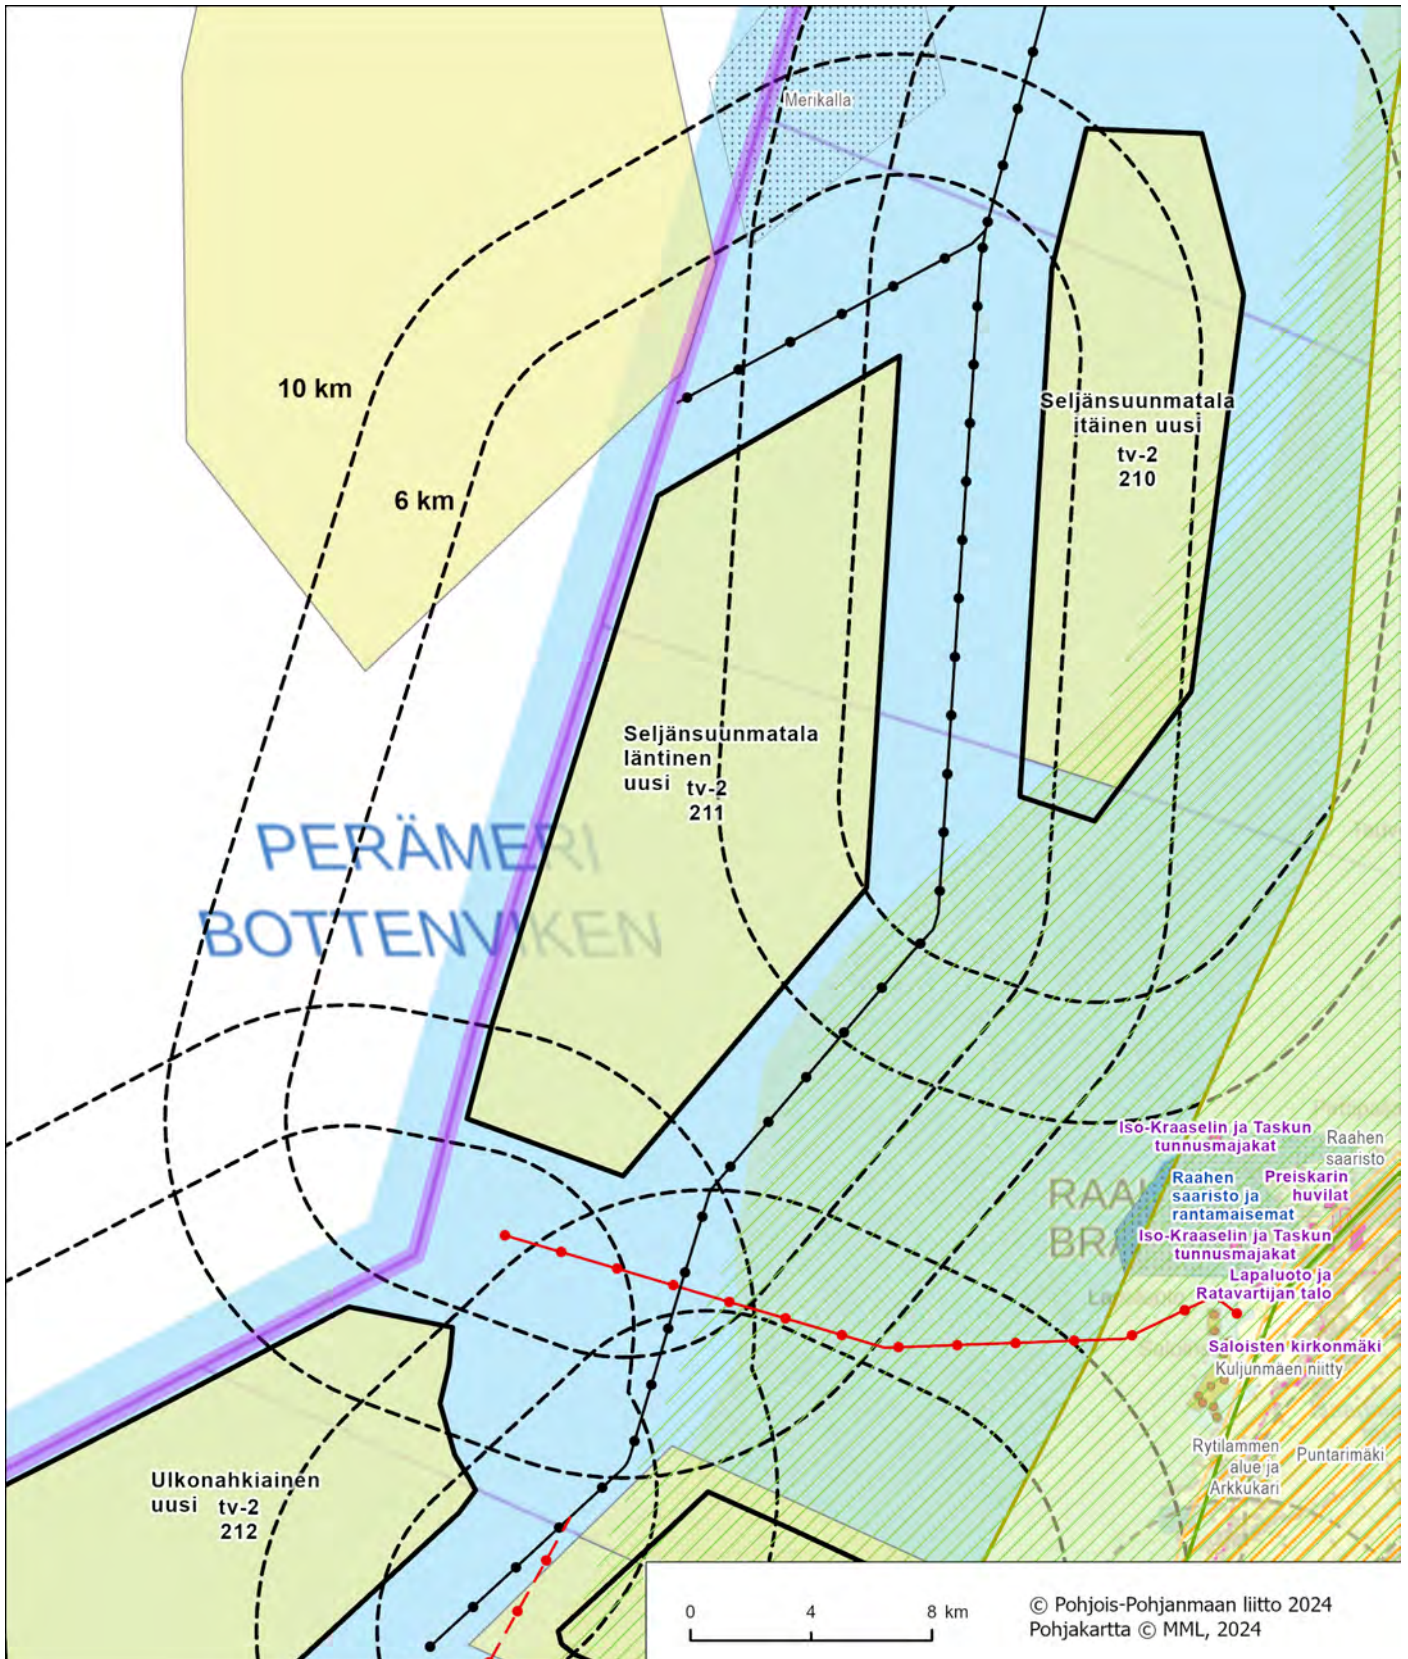 Merikalla
10 km
6 km
Seljänsuunmatala
itäinen uusi
tv-2
210
Seljänsuunmatala
läntinen
uusi tv-2
211
PERÄMERI
BOTTENVIKEN
Iso-Kraaselin ja Taskun
tunnusmajakat
Raahen
saaristo
Raahen
saaristo ja
rantamaisemat
Preiskarin
huvilat
Iso-Kraaselin ja Taskun
tunnusmajakat
Lapaluoto ja
Ratavartijan talo
Saloisten kirkonmäki
Kuljunmäen niitty
Rytilammen
alue ja
Arkkukari
Puntarimäki
Ulkonahkiainen
uusi tv-2
212
0 4 8 km
© Pohjois-Pohjanmaan liitto 2024
Pohjakartta © MML, 2024